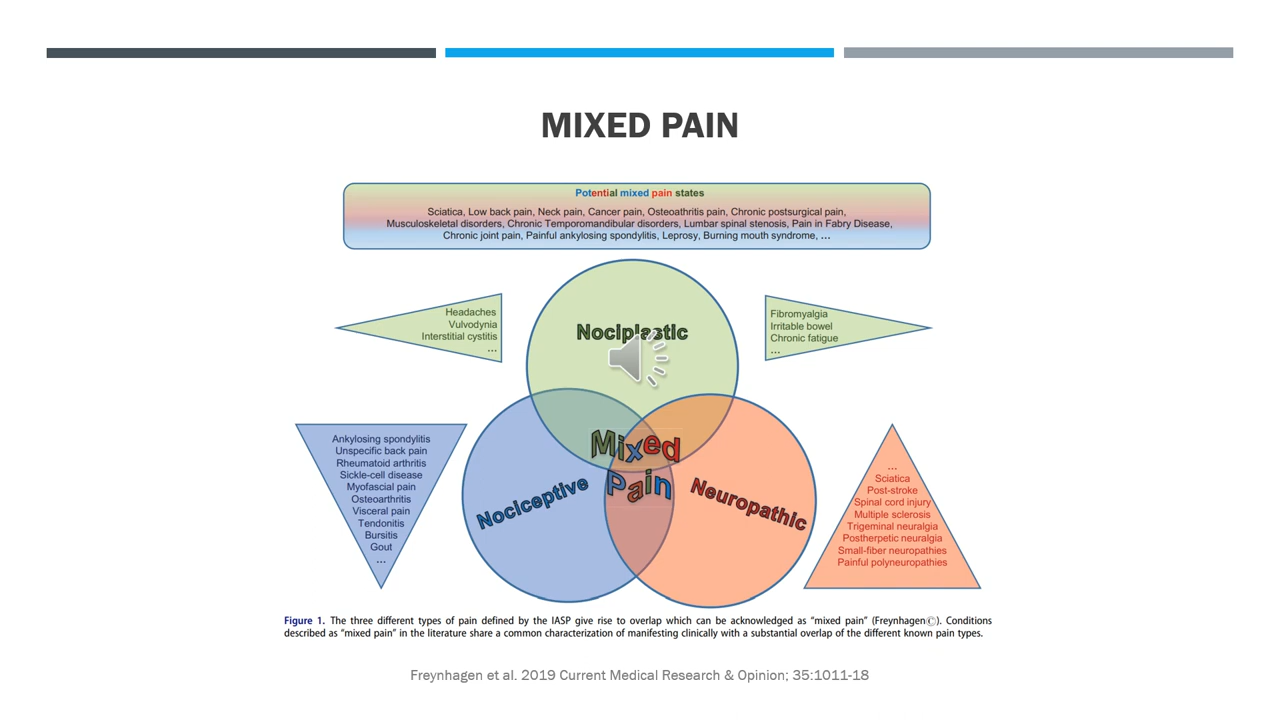 MIXED PAIN
Potential mixed pain states
Sciatica, Low back pain, Neck pain, Cancer pain, Osteoathritis pain, Chronic postsurgical pain,
Musculoskeletal disorders, Chronic Temporomandibular disorders, Lumbar spinal stenosis, Pain in Fabry Disease,
Chronic joint pain, Painful ankylosing spondylitis, Leprosy, Burning mouth syndrome, ...
Headaches
Vulvodynia
Interstitial cystitis
...
Nociplastic
Fibromyalgia
Irritable bowel
Chronic fatigue
...
Ankylosing spondylitis
Unspecific back pain
Rheumatoid arthritis
Sickle-cell disease
Myofascial pain
Osteoarthritis
Visceral pain
Tendonitis
Bursitis
Gout
...
Nociceptive
Mixed
Pain
Neuropathic
...
Sciatica
Post-stroke
Spinal cord injury
Multiple sclerosis
Trigeminal neuralgia
Postherpetic neuralgia
Small-fiber neuropathies
Painful polyneuropathies
Figure 1. The three different types of pain defined by the IASP give rise to overlap which can be acknowledged as “mixed pain” (Freynhagen©). Conditions
described as “mixed pain” in the literature share a common characterization of manifesting clinically with a substantial overlap of the different known pain types.
Freynhagen et al. 2019 Current Medical Research & Opinion; 35:1011-18